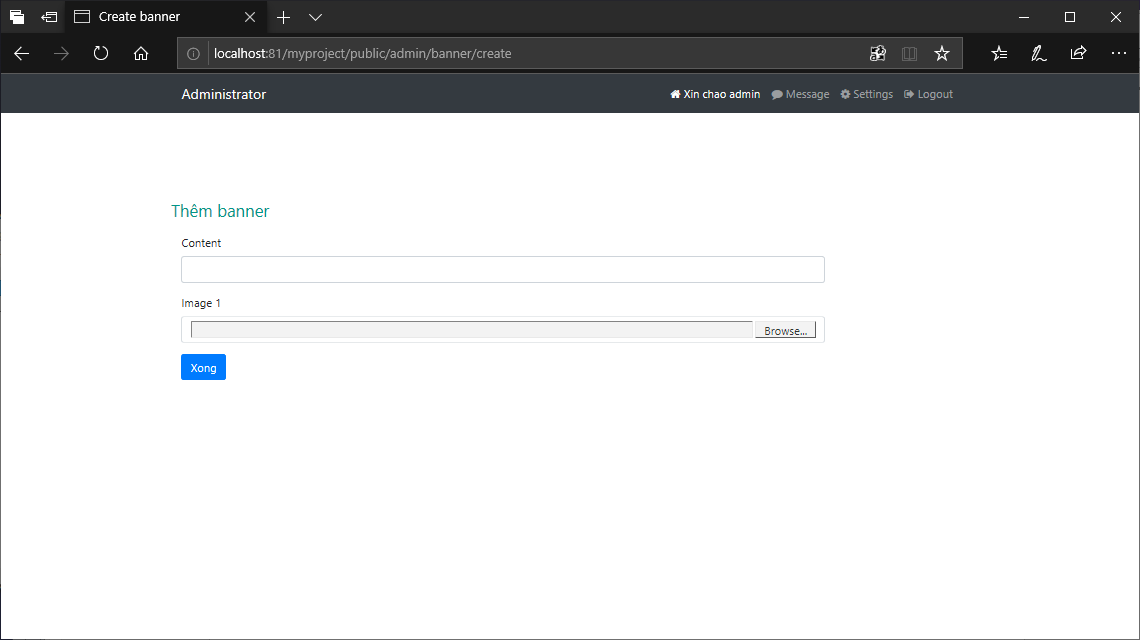 Create banner
localhost:81/myproject/public/admin/banner/create
Administrator
Xin chao admin Message Settings Logout
Thêm banner
Content
Image 1
Browse...
Xong